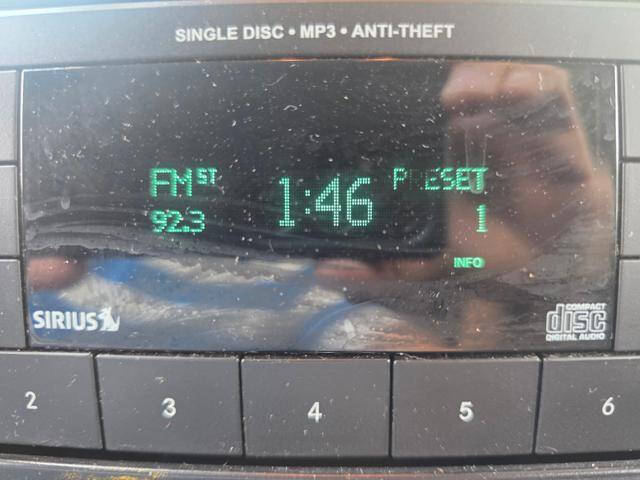 SINGLE DISC • MP3 • ANTI-THEFT
FM ST 1:46 PRESET
92.3 1
INFO
SIRIUS
COMPACT
disc
DIGITAL AUDIO
2 3 4 5 6